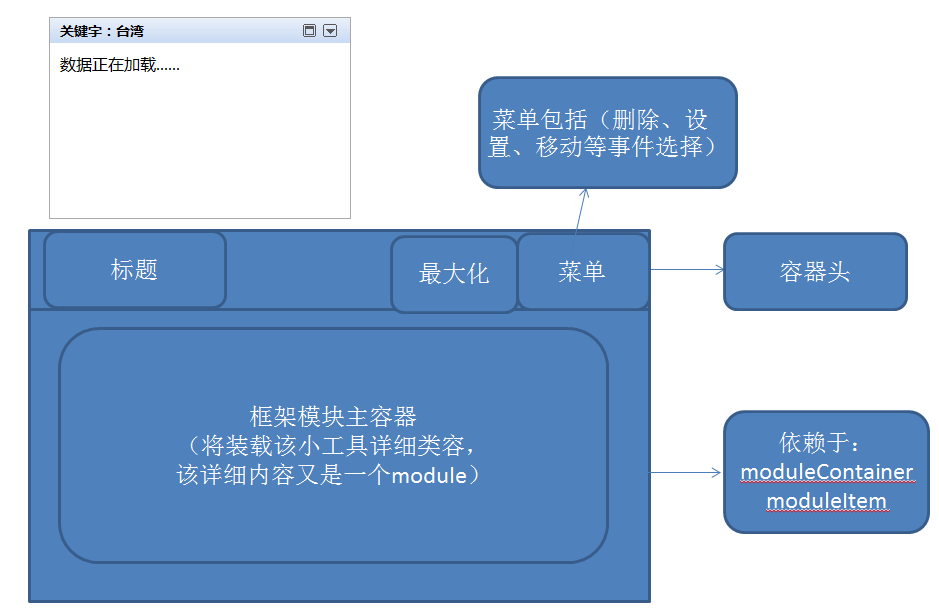 关键字：台湾
数据正在加载......
菜单包括（删除、设
置、移动等事件选择）
标题
最大化
菜单
容器头
框架模块主容器
（将装载该小工具详细类容，
该详细内容又是一个module）
依赖于：
moduleContainer
moduleItem